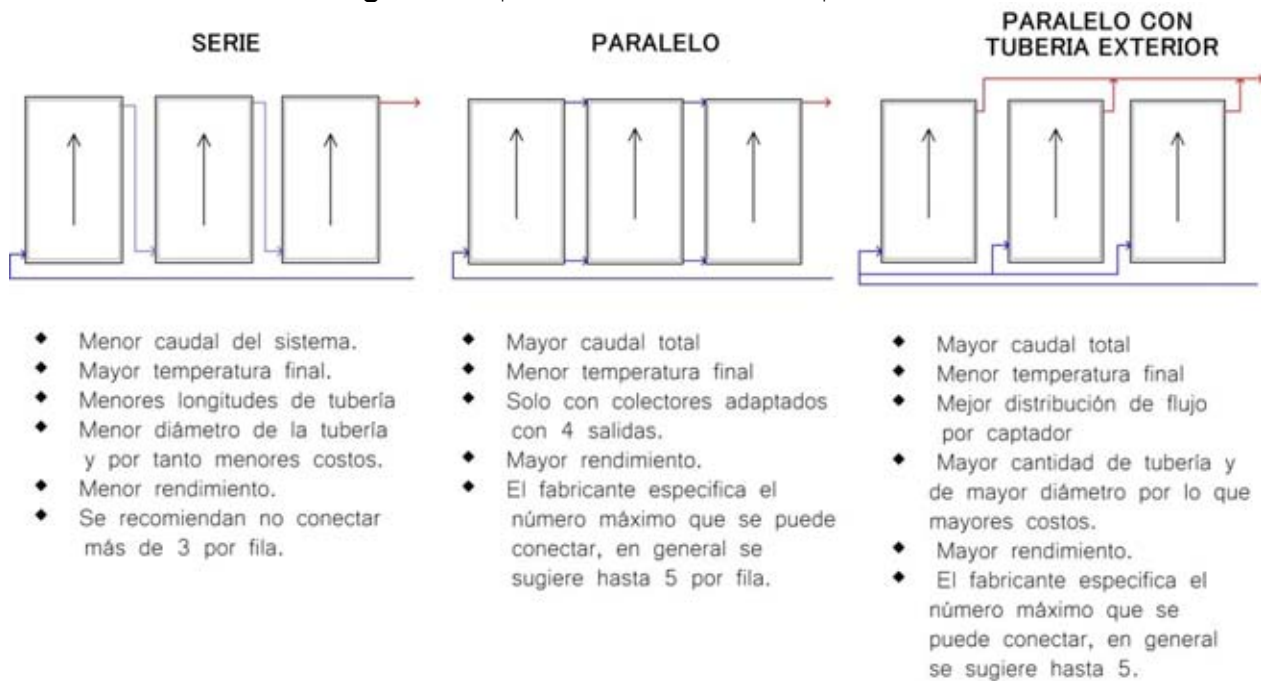 SERIE
Menor caudal del sistema.
Mayor temperatura final.
Menores longitudes de tubería
Menor diámetro de la tubería
y por tanto menores costos.
Menor rendimiento.
Se recomiendan no conectar
más de 3 por fila.
PARALELO
Mayor caudal total
Menor temperatura final
Solo con colectores adaptados
con 4 salidas.
Mayor rendimiento.
El fabricante especifica el
número máximo que se puede
conectar, en general se
sugiere hasta 5 por fila.
PARALELO CON
TUBERIA EXTERIOR
Mayor caudal total
Menor temperatura final
Mejor distribución de flujo
por captador
Mayor cantidad de tubería y
de mayor diámetro por lo que
mayores costos.
Mayor rendimiento.
El fabricante especifica el
número máximo que se
puede conectar, en general
se sugiere hasta 5.